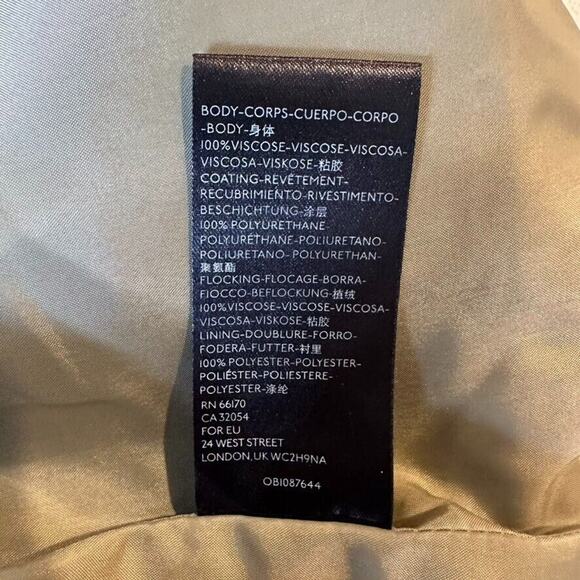 BODY-CORPS-CUERPO-CORPO
-BODY-身体
100%VISCOSE-VISCOSE-VISCOSA-
VISCOSA-VISKOSE-粘胶
COATING-REVÊTEMENT-
RECUBRIMIENTO-RIVESTIMENTO-
BESCHICHTUNG-涂层
100% POLYURETHANE-
POLYURÉTHANE-POLIURETANO-
POLIURETANO-POLYURETHAN-
聚氨酯
FLOCKING-FLOCAGE-BORRA-
FIOCCO-BEFLOCKUNG-植绒
100%VISCOSE-VISCOSE-VISCOSA-
VISCOSA-VISKOSE-粘胶
LINING-DOUBLURE-FORRO-
FODERA-FUTTER-衬里
100% POLYESTER-POLYESTER-
POLIÉSTER-POLIESTERE-
POLYESTER-涤纶
RN 66170
CA 32054
FOR EU
24 WEST STREET
LONDON, UK WC2H9NA
OB1087644